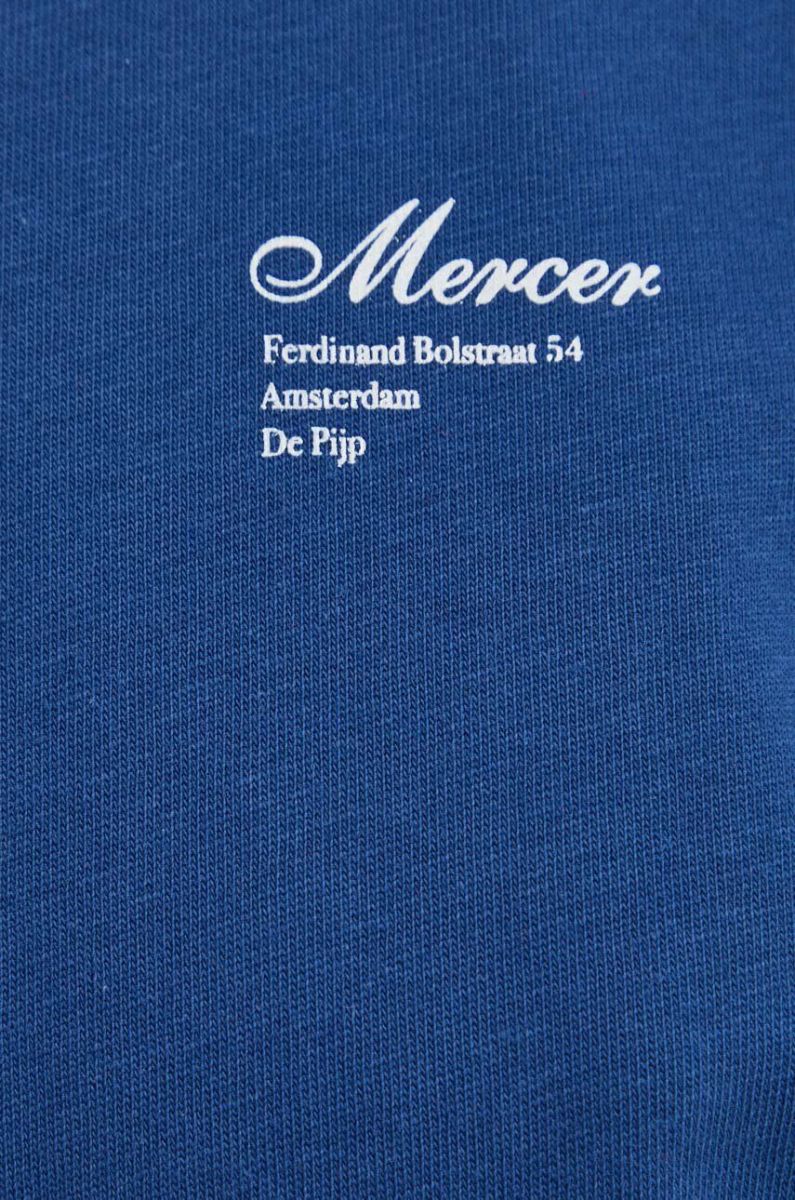 Mercer
Ferdinand Bolstraat 54
Amsterdam
De Pijp